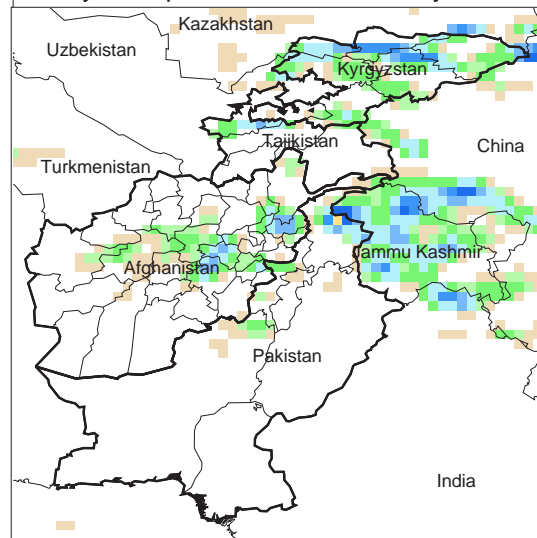 Kazakhstan
Uzbekistan
Kyrgyzstan
Tajikistan
China
Turkmenistan
Jammu Kashmir
Afghanistan
Pakistan
India